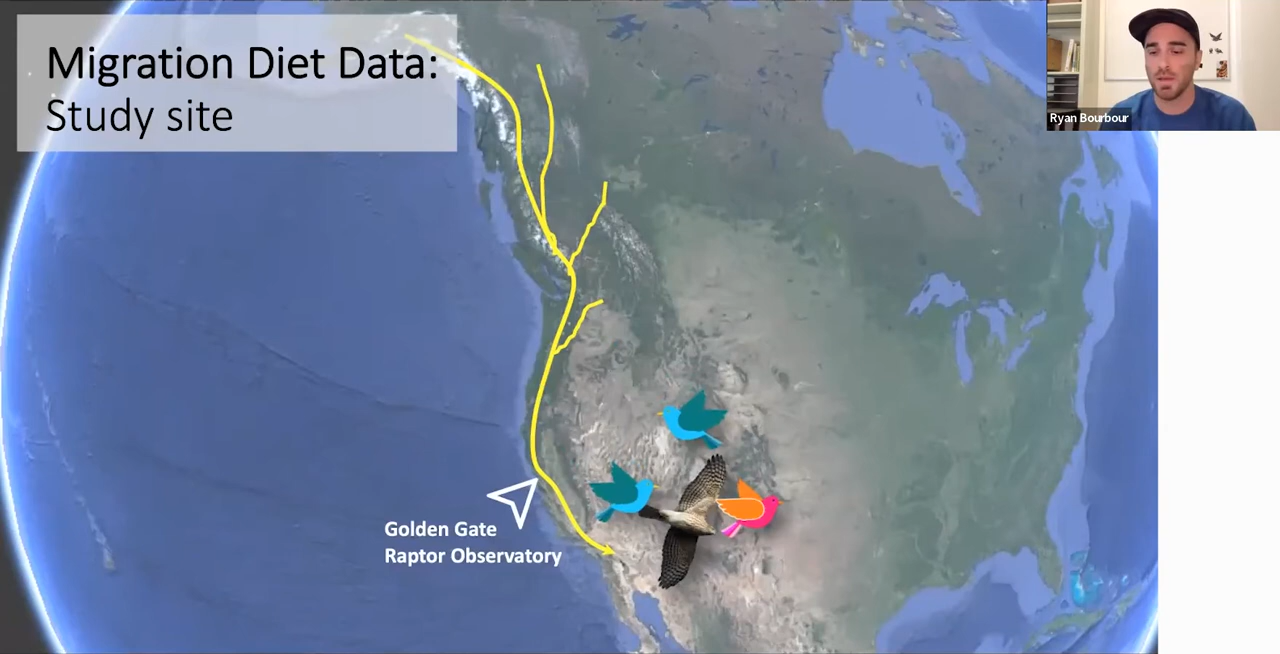 Migration Diet Data:
Study site
Ryan Bourbour
Golden Gate
Raptor Observatory